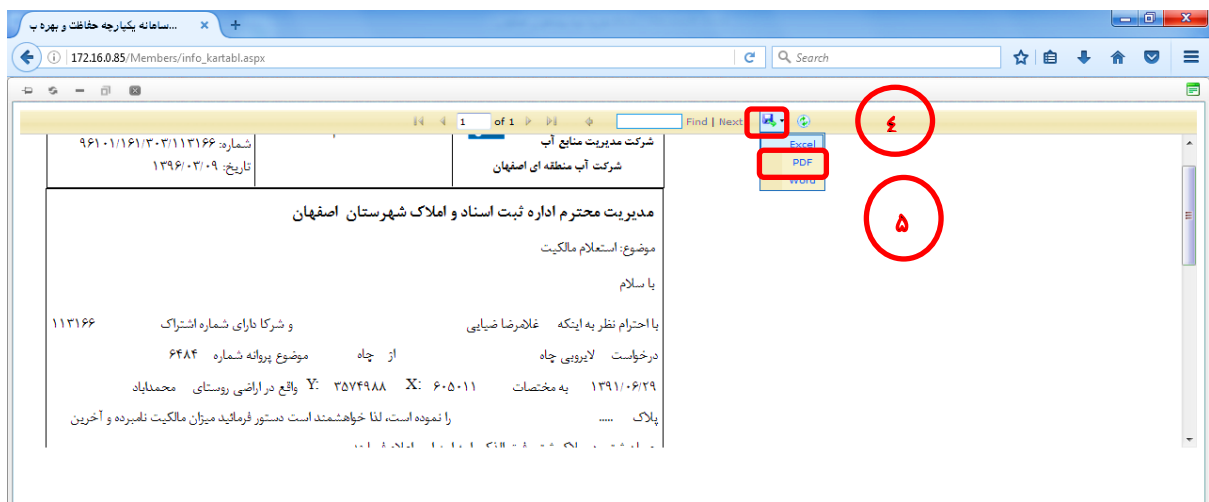 سامانه یکپارچه حفاظت و بهره ب...
172.16.0.85/Members/info_kartabl.aspx
Search
1 of 1
Find | Next
Excel
PDF
Word
٤
۵
شماره: ۹۶۱۰۱/۱۶۱/۳۰۳/۱۱۳۱۶۶
تاریخ: ۱۳۹۶/۰۳/۰۹
شرکت مدیریت منابع آب
شرکت آب منطقه ای اصفهان
مدیریت محترم اداره ثبت اسناد و املاک شهرستان اصفهان
موضوع: استعلام مالکیت
با سلام
با احترام نظر به اینکه غلامرضا ضیایی و شرکا دارای شماره اشتراک ۱۱۳۱۶۶
درخواست لایروبی چاه از چاه موضوع پروانه شماره ۶۴۸۴
۱۳۹۱/۰۶/۲۹ به مختصات X: ۶۰۵۰۱۱ Y: ۳۵۷۴۹۸۸ واقع در اراضی روستای محمداباد
پلاک ..... را نموده است، لذا خواهشمند است دستور فرمائید میزان مالکیت نامبرده و آخرین